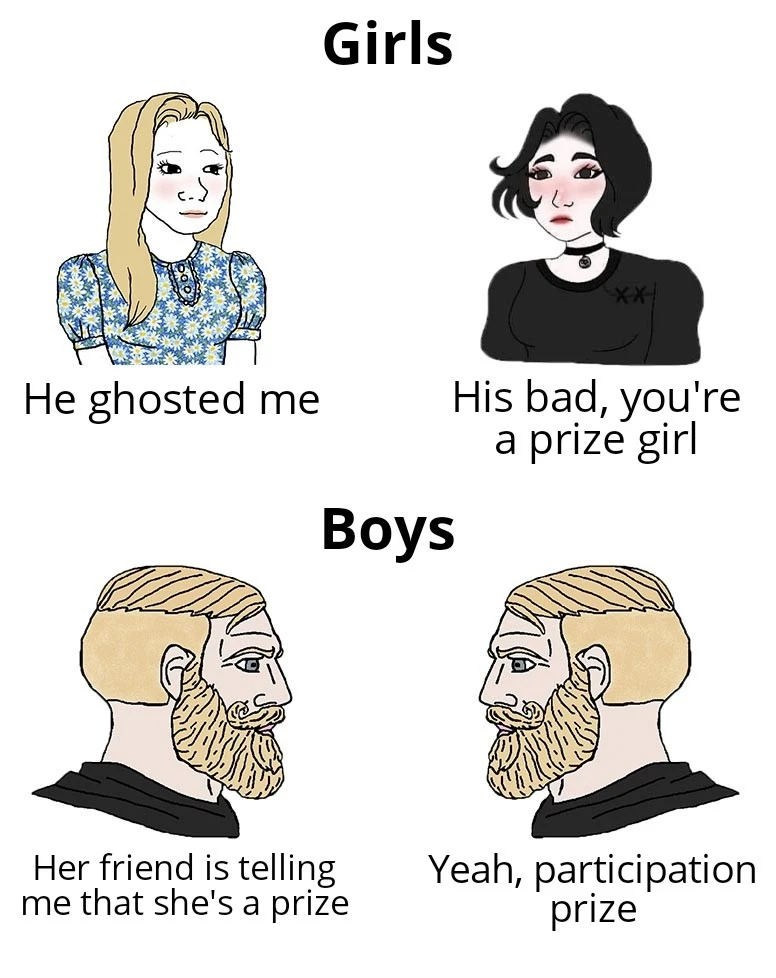 Girls
He ghosted me
His bad, you're
a prize girl
Boys
Her friend is telling
me that she's a prize
Yeah, participation
prize